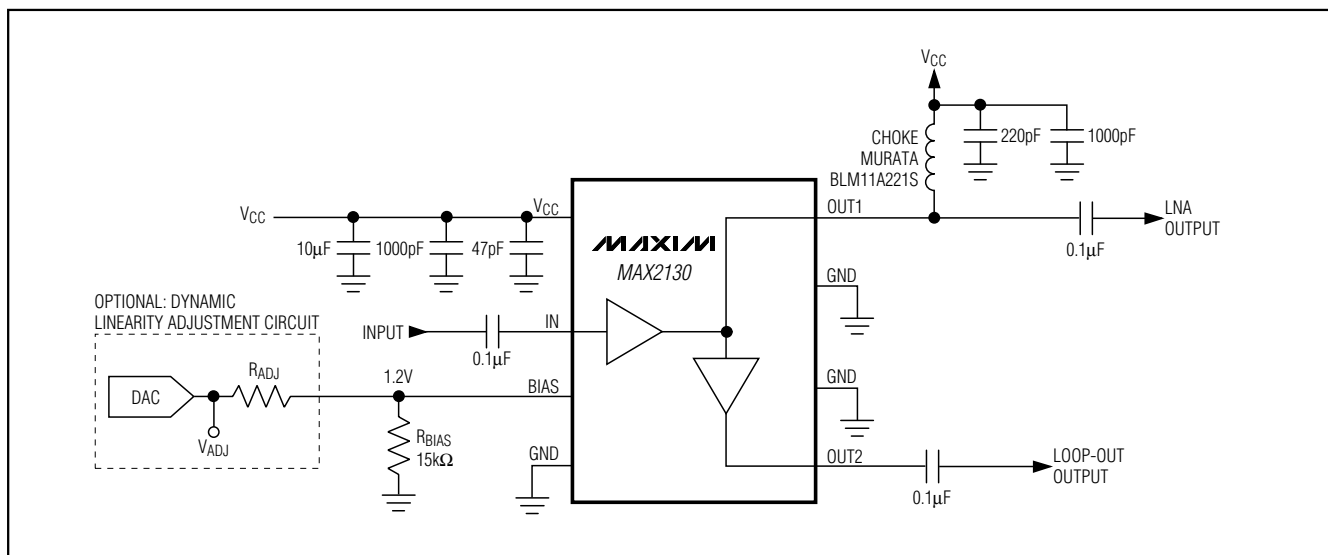 VCC
CHOKE
MURATA
BLM11A221S
220pF
1000pF
VCC
VCC
10μF
1000pF
47pF
OUT1
0.1μF
LNA
OUTPUT
MAXIM
MAX2130
GND
OPTIONAL: DYNAMIC
LINEARITY ADJUSTMENT CIRCUIT
INPUT
0.1μF
IN
DAC
RADJ
VADJ
1.2V
BIAS
RBIAS
15kΩ
GND
GND
OUT2
0.1μF
LOOP-OUT
OUTPUT